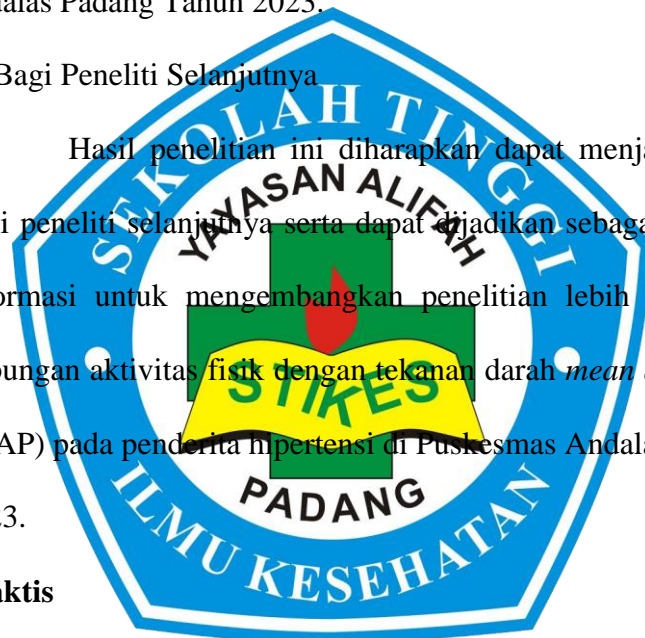 alas Padang Tahun 2023.
Bagi Peneliti Selanjutnya
Hasil penelitian ini diharapkan dapat menja
i peneliti selanjutnya serta dapat dijadikan sebaga
ormasi untuk mengembangkan penelitian lebih
bungan aktivitas fisik dengan tekanan darah mean
AP) pada penderita hipertensi di Puskesmas Andala
23.
aktis
SEKOLAH TINGGI
YAYASAN ALIFAH
STIKES
PADANG
ILMU KESEHATAN